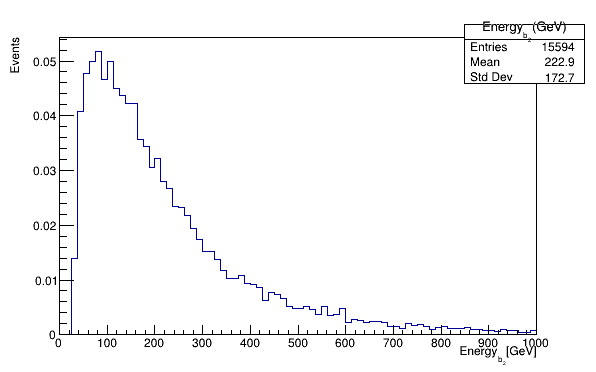 Energy_b2(GeV)
Entries 15594
Mean 222.9
Std Dev 172.7
Events
0.05
0.04
0.03
0.02
0.01
0
0 100 200 300 400 500 600 700 800 900 1000
Energy_b2[GeV]